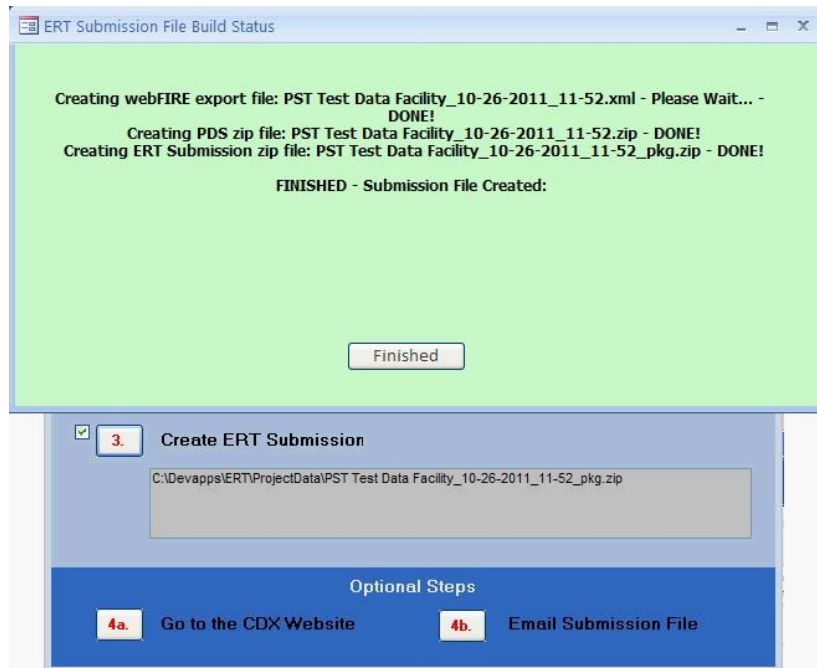 ERT Submission File Build Status
Creating webFIRE export file: PST Test Data Facility_10-26-2011_11-52.xml - Please Wait... -
DONE!
Creating PDS zip file: PST Test Data Facility_10-26-2011_11-52.zip - DONE!
Creating ERT Submission zip file: PST Test Data Facility_10-26-2011_11-52_pkg.zip - DONE!
FINISHED - Submission File Created:
Finished
3. Create ERT Submission
C:\Devapps\ERT\ProjectData\PST Test Data Facility_10-26-2011_11-52_pkg.zip
Optional Steps
4a. Go to the CDX Website 4b. Email Submission File